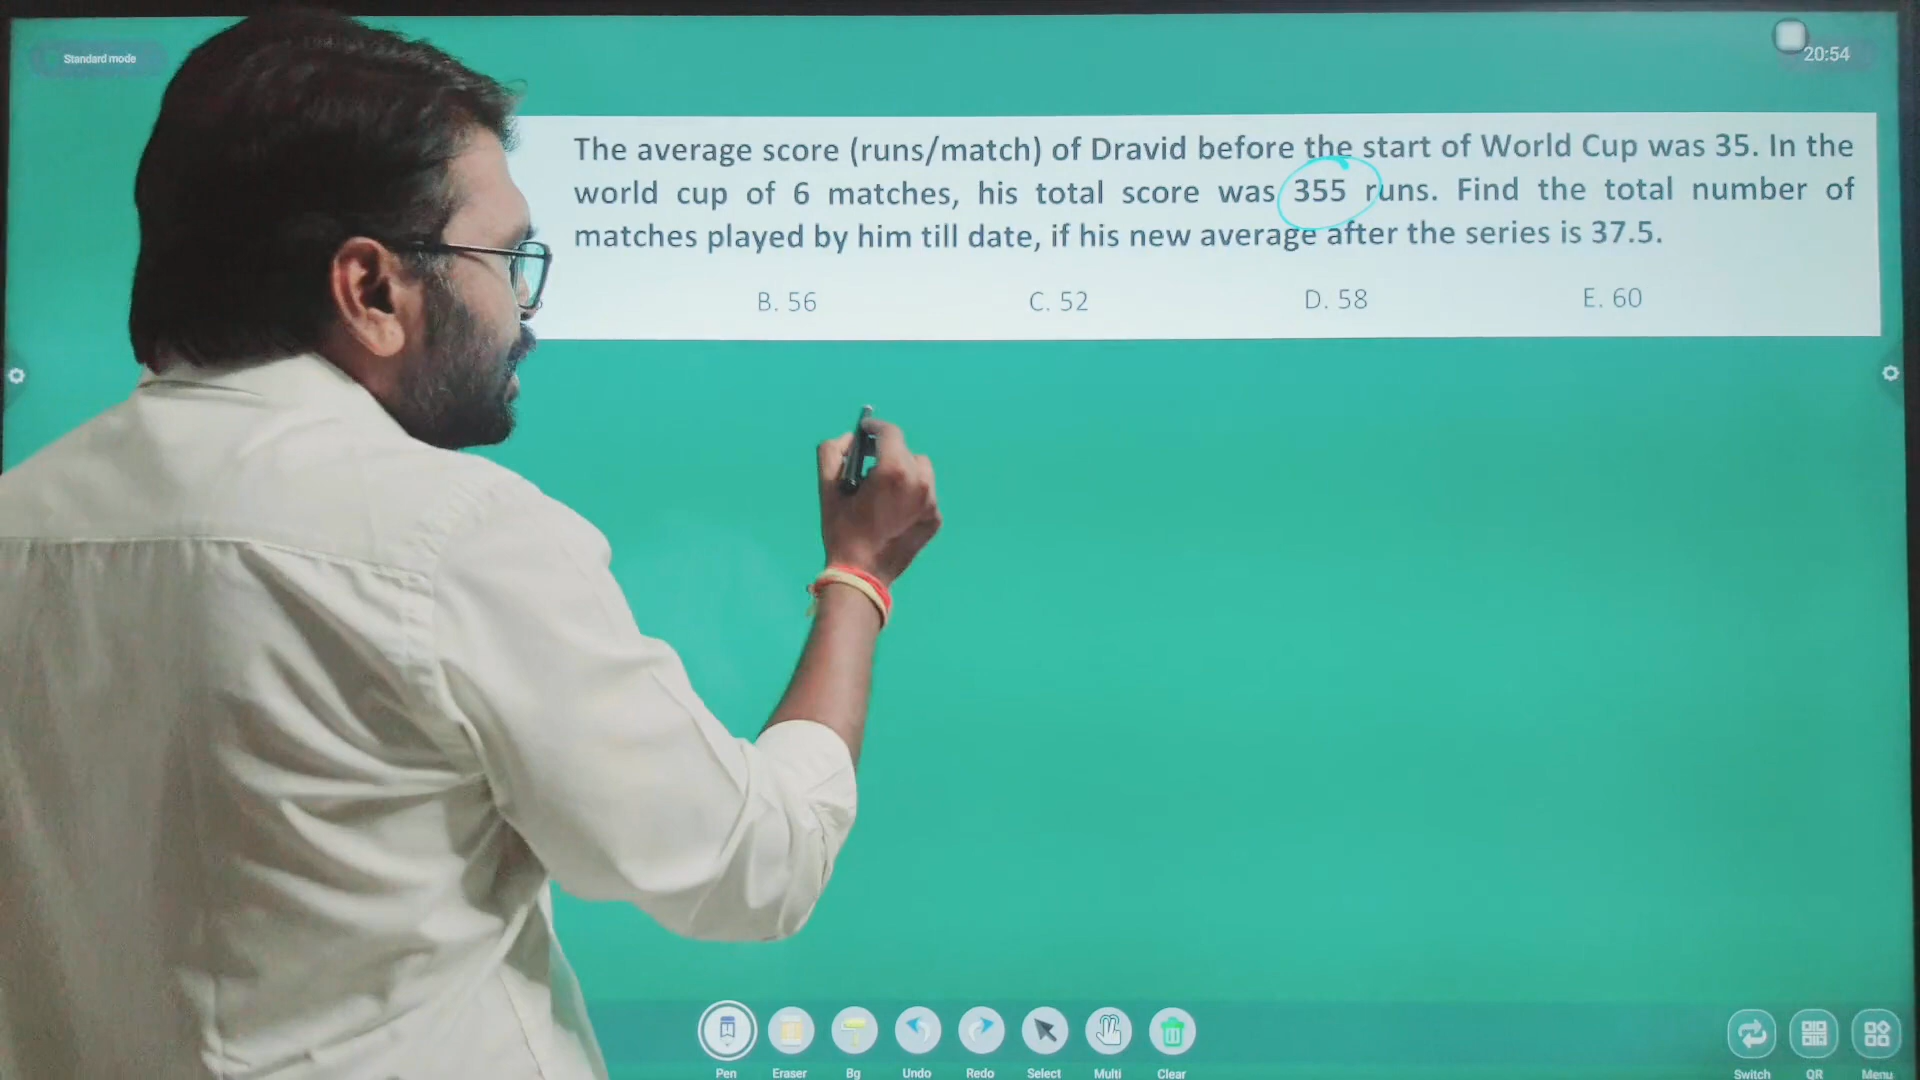 Standard mode
20:54
The average score (runs/match) of Dravid before the start of World Cup was 35. In the
world cup of 6 matches, his total score was 355 runs. Find the total number of
matches played by him till date, if his new average after the series is 37.5.
B. 56 C. 52 D. 58 E. 60
Pen Eraser Bg Undo Redo Select Multi Clear Switch QR Menu